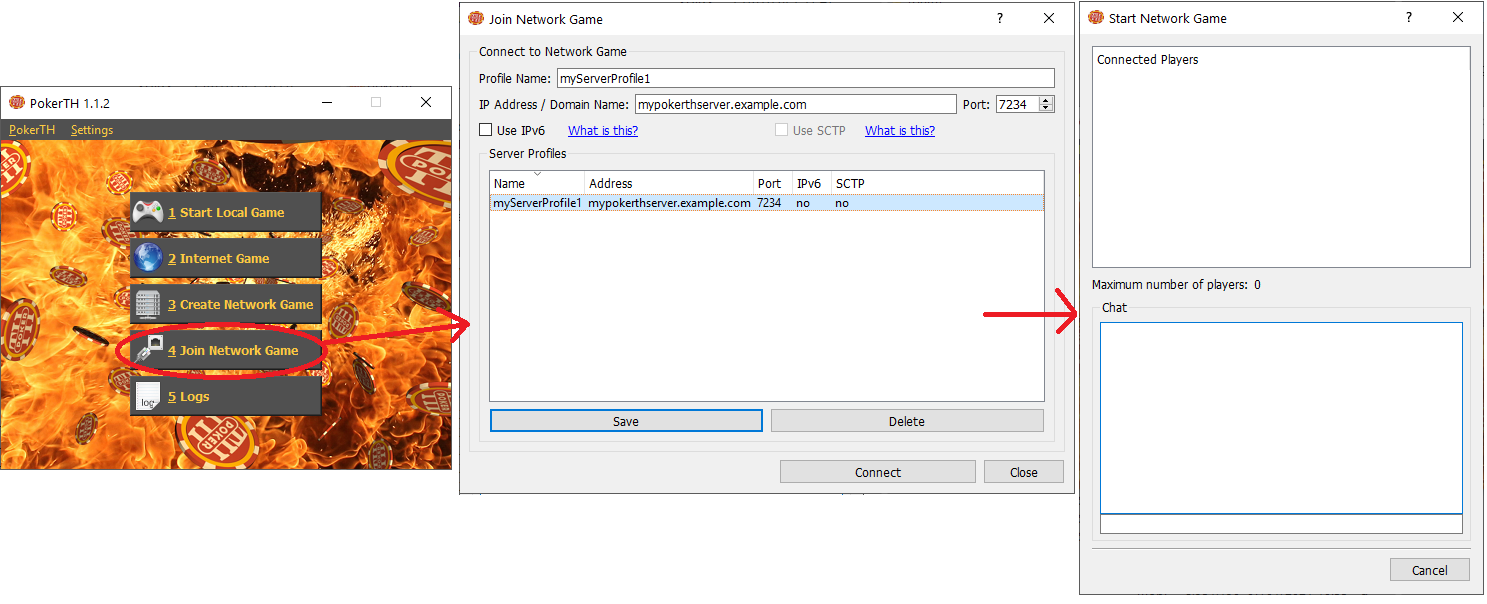 PokerTH 1.1.2
PokerTH Settings
1 Start Local Game
2 Internet Game
3 Create Network Game
4 Join Network Game
log 5 Logs
Join Network Game ?
Connect to Network Game
Profile Name: myServerProfile1
IP Address / Domain Name: mypokerthserver.example.com Port: 7234
Use IPv6 What is this? Use SCTP What is this?
Server Profiles
Name Address Port IPv6 SCTP
myServerProfile1 mypokerthserver.example.com 7234 no no
Save Delete
Connect Close
Start Network Game ?
Connected Players
Maximum number of players: 0
Chat
Cancel